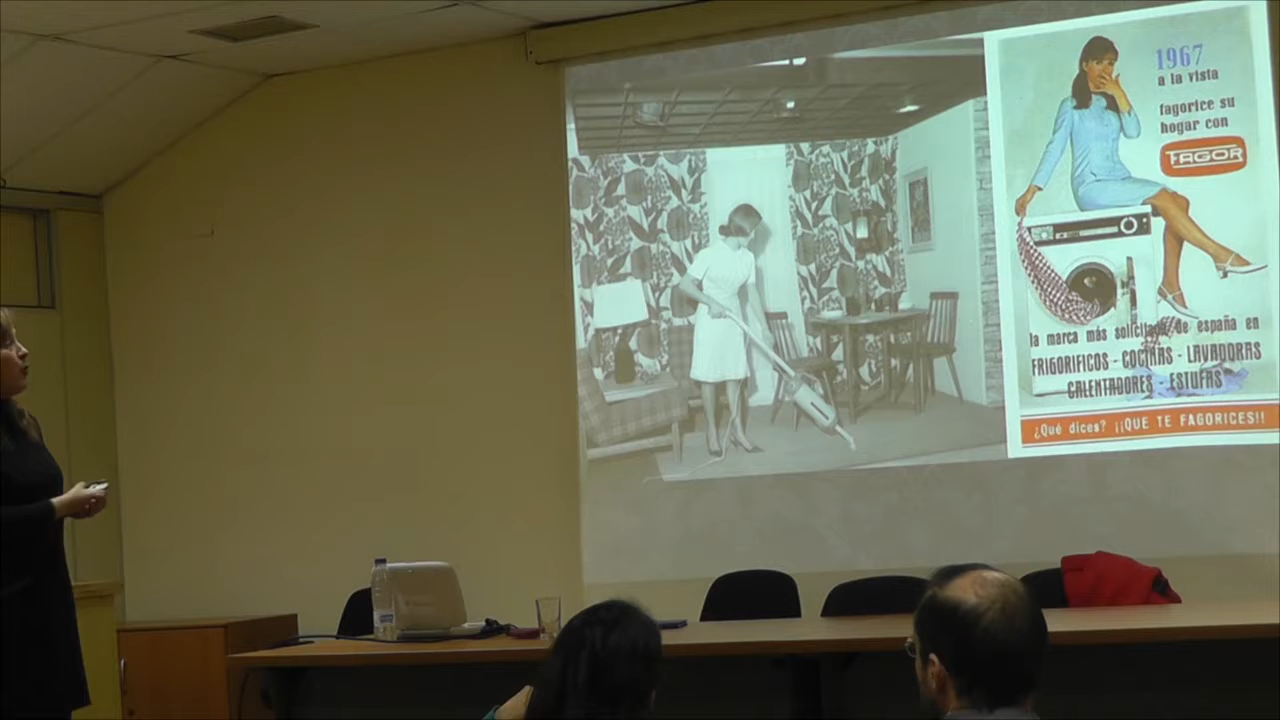 1967
a la vista
fagorice su
hogar con
FAGOR
la marca más solicitada de españa en
FRIGORIFICOS - COCINAS - LAVADORAS
CALENTADORES - ESTUFAS
¿Qué dices? ¡¡QUE TE FAGORICES!!